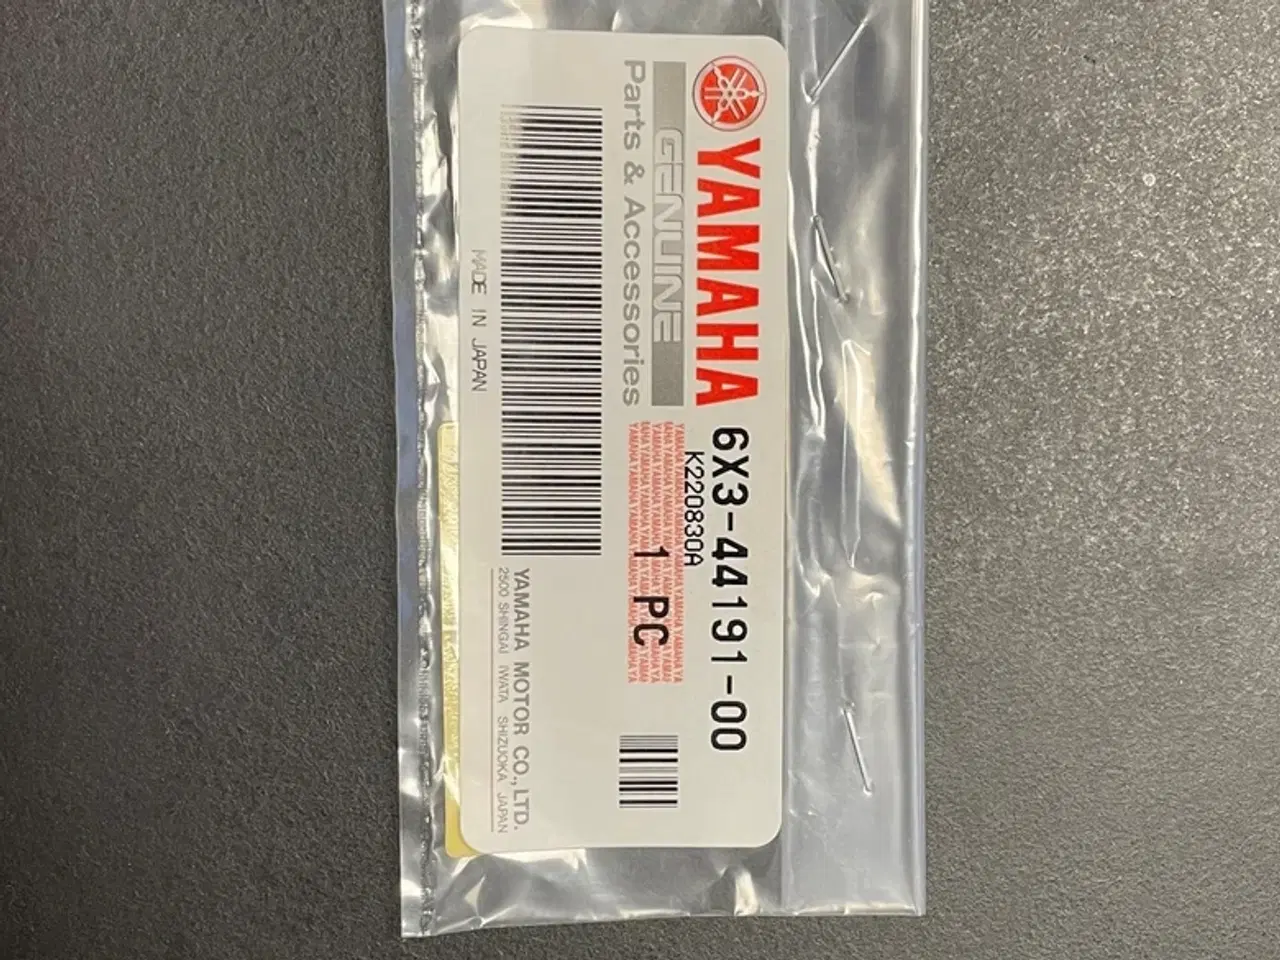 YAMAHA
GENUINE
Parts & Accessories
6X3-44191-00
K220830A
1 PC
MADE IN JAPAN
YAMAHA MOTOR CO., LTD.
2500 SHINGAI IWATA SHIZUOKA JAPAN